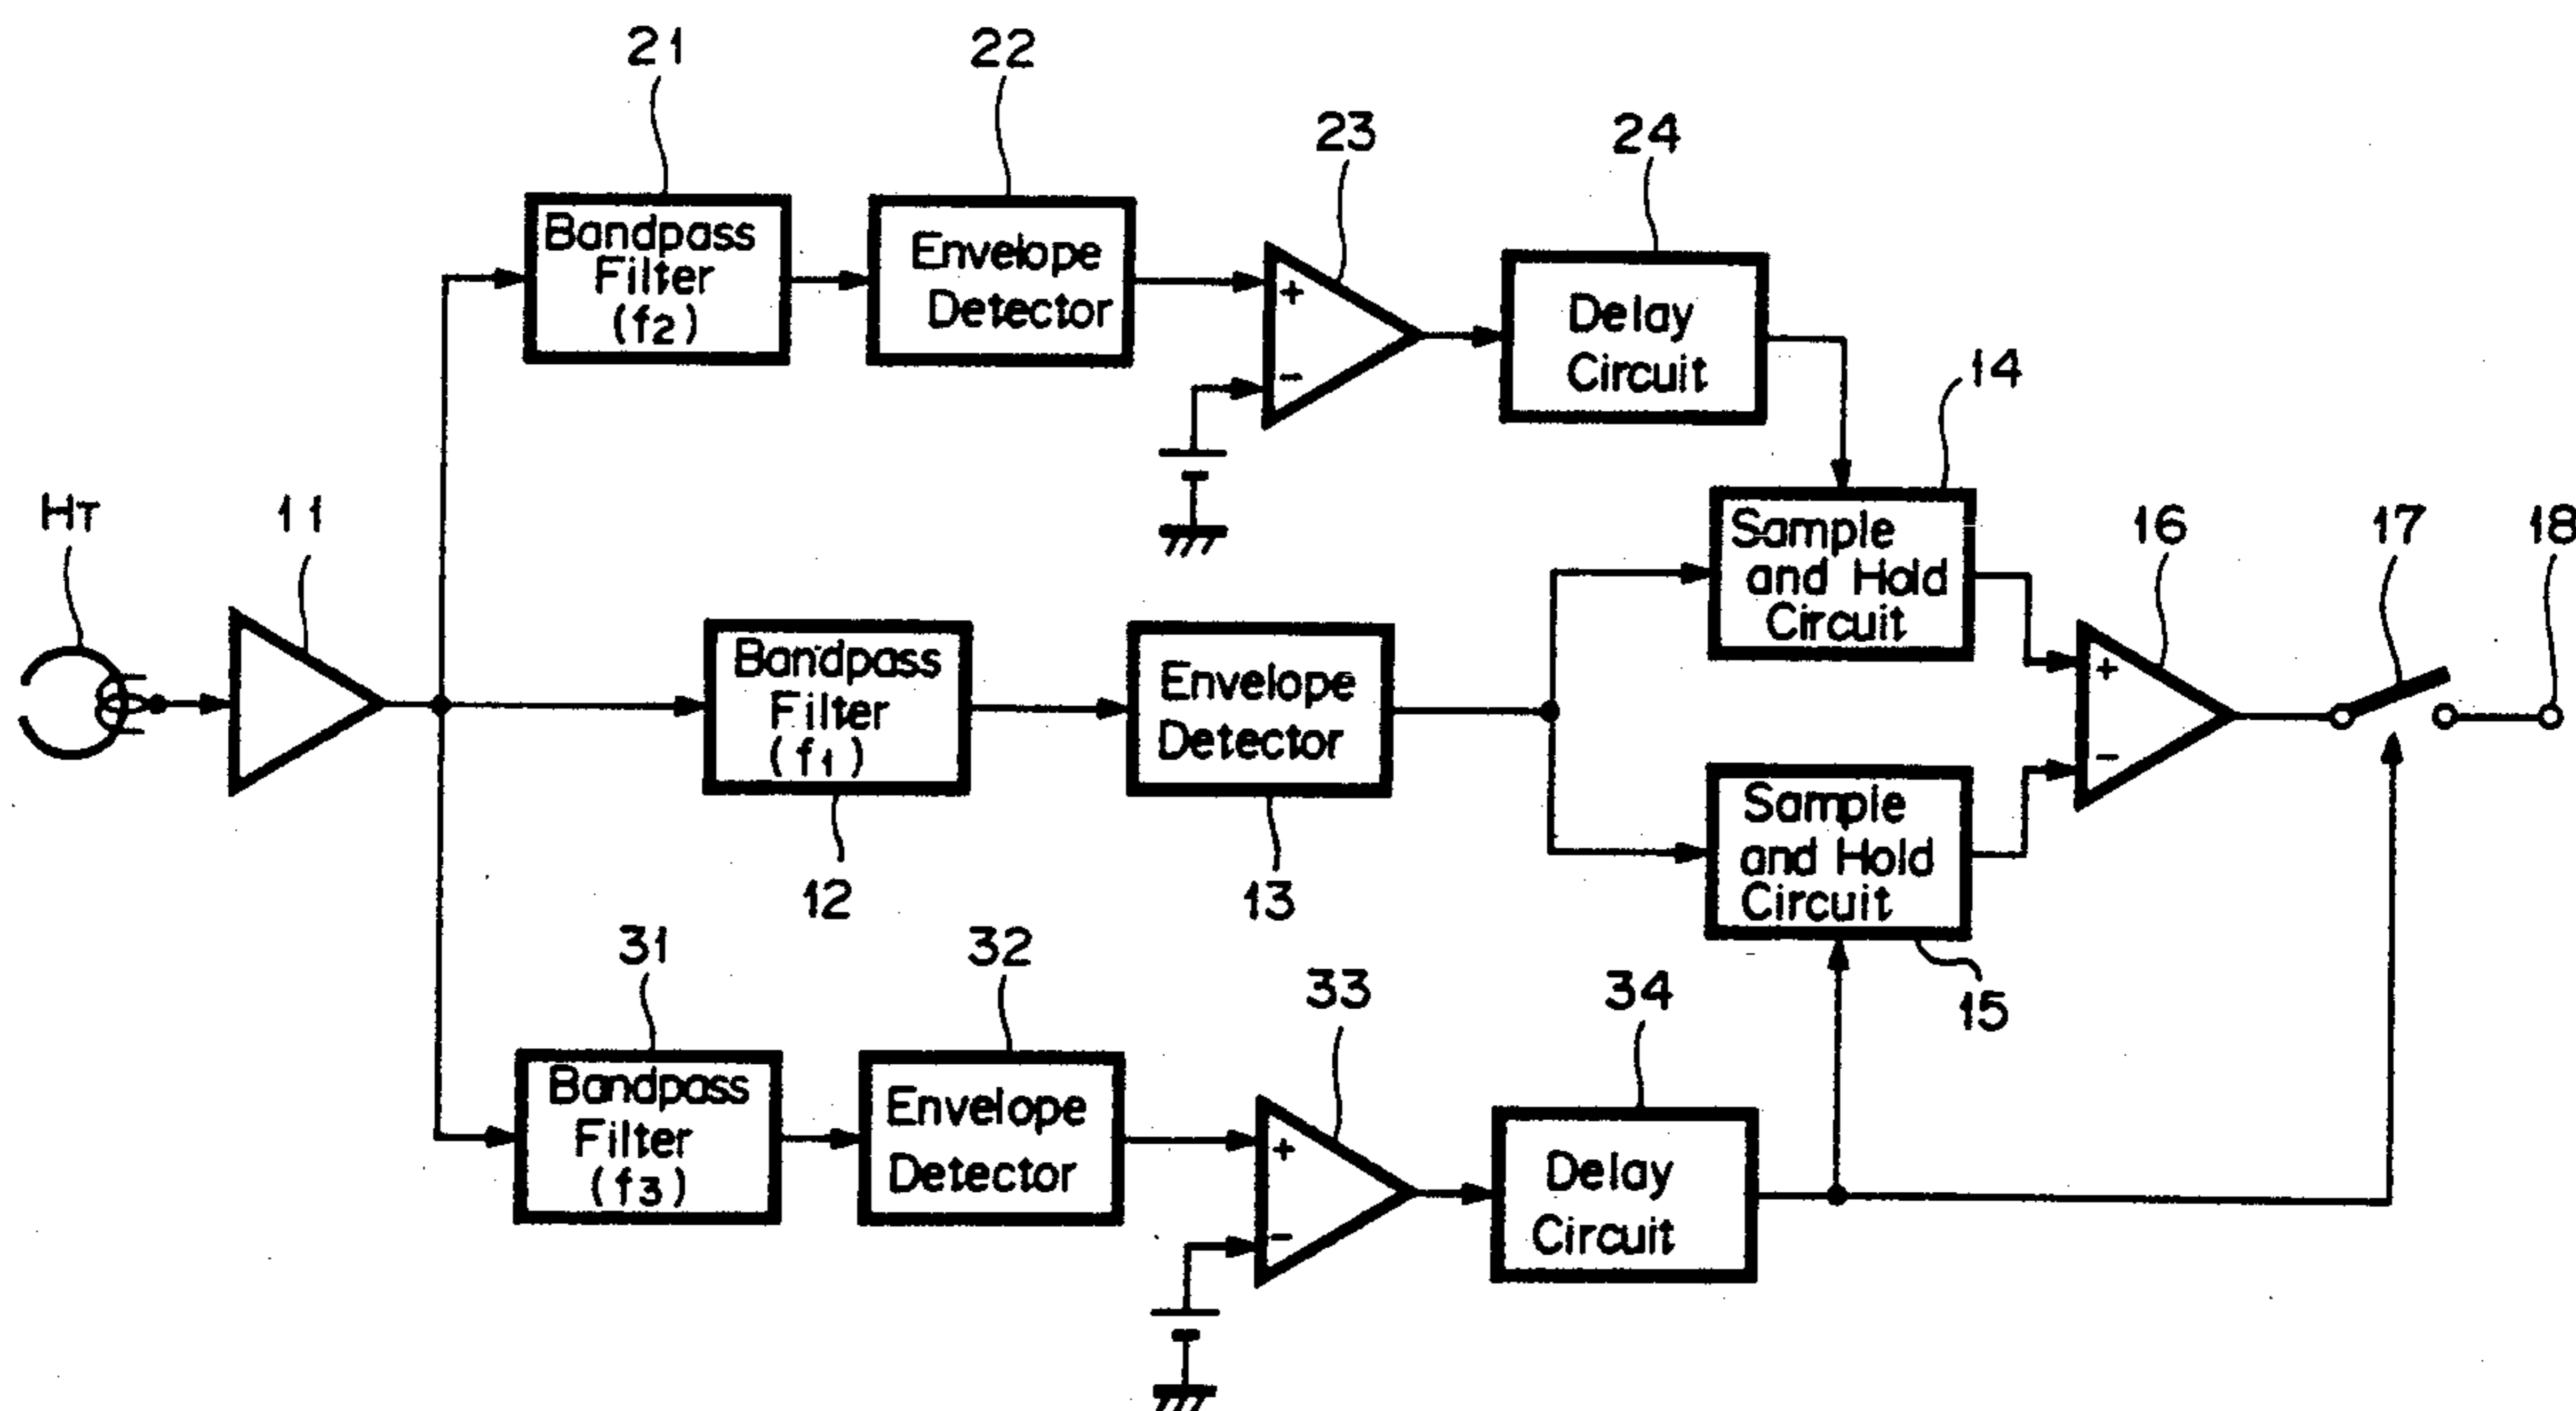 21
22
23
24
Bandpass
Filter
(f2)
Envelope
Detector
+
−
Delay
Circuit
14
HT
11
Sample
and Hold
Circuit
16
17
18
Bandpass
Filter
(f1)
Envelope
Detector
+
−
12
13
Sample
and Hold
Circuit
15
31
32
33
34
Bandpass
Filter
(f3)
Envelope
Detector
+
−
Delay
Circuit